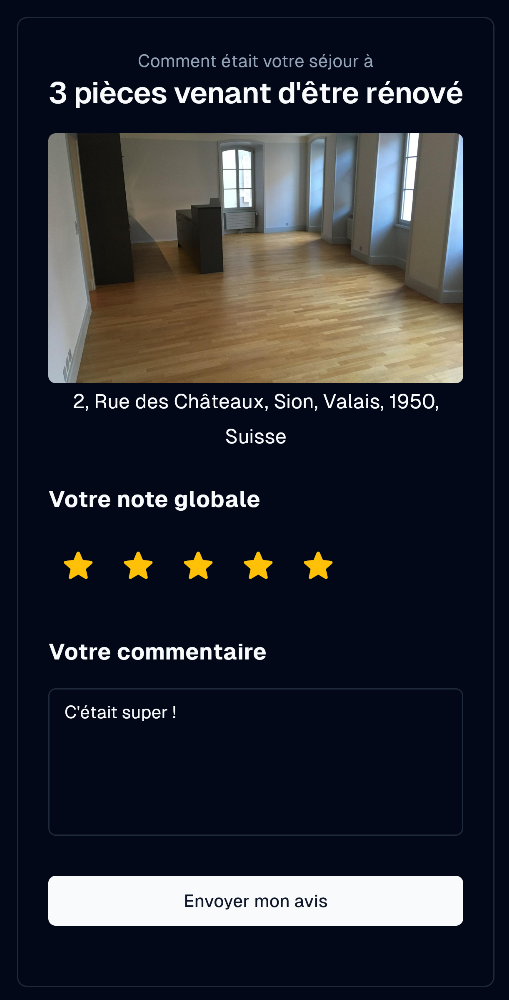 Comment était votre séjour à
3 pièces venant d'être rénové
2, Rue des Châteaux, Sion, Valais, 1950,
Suisse
Votre note globale
Votre commentaire
C'était super !
Envoyer mon avis